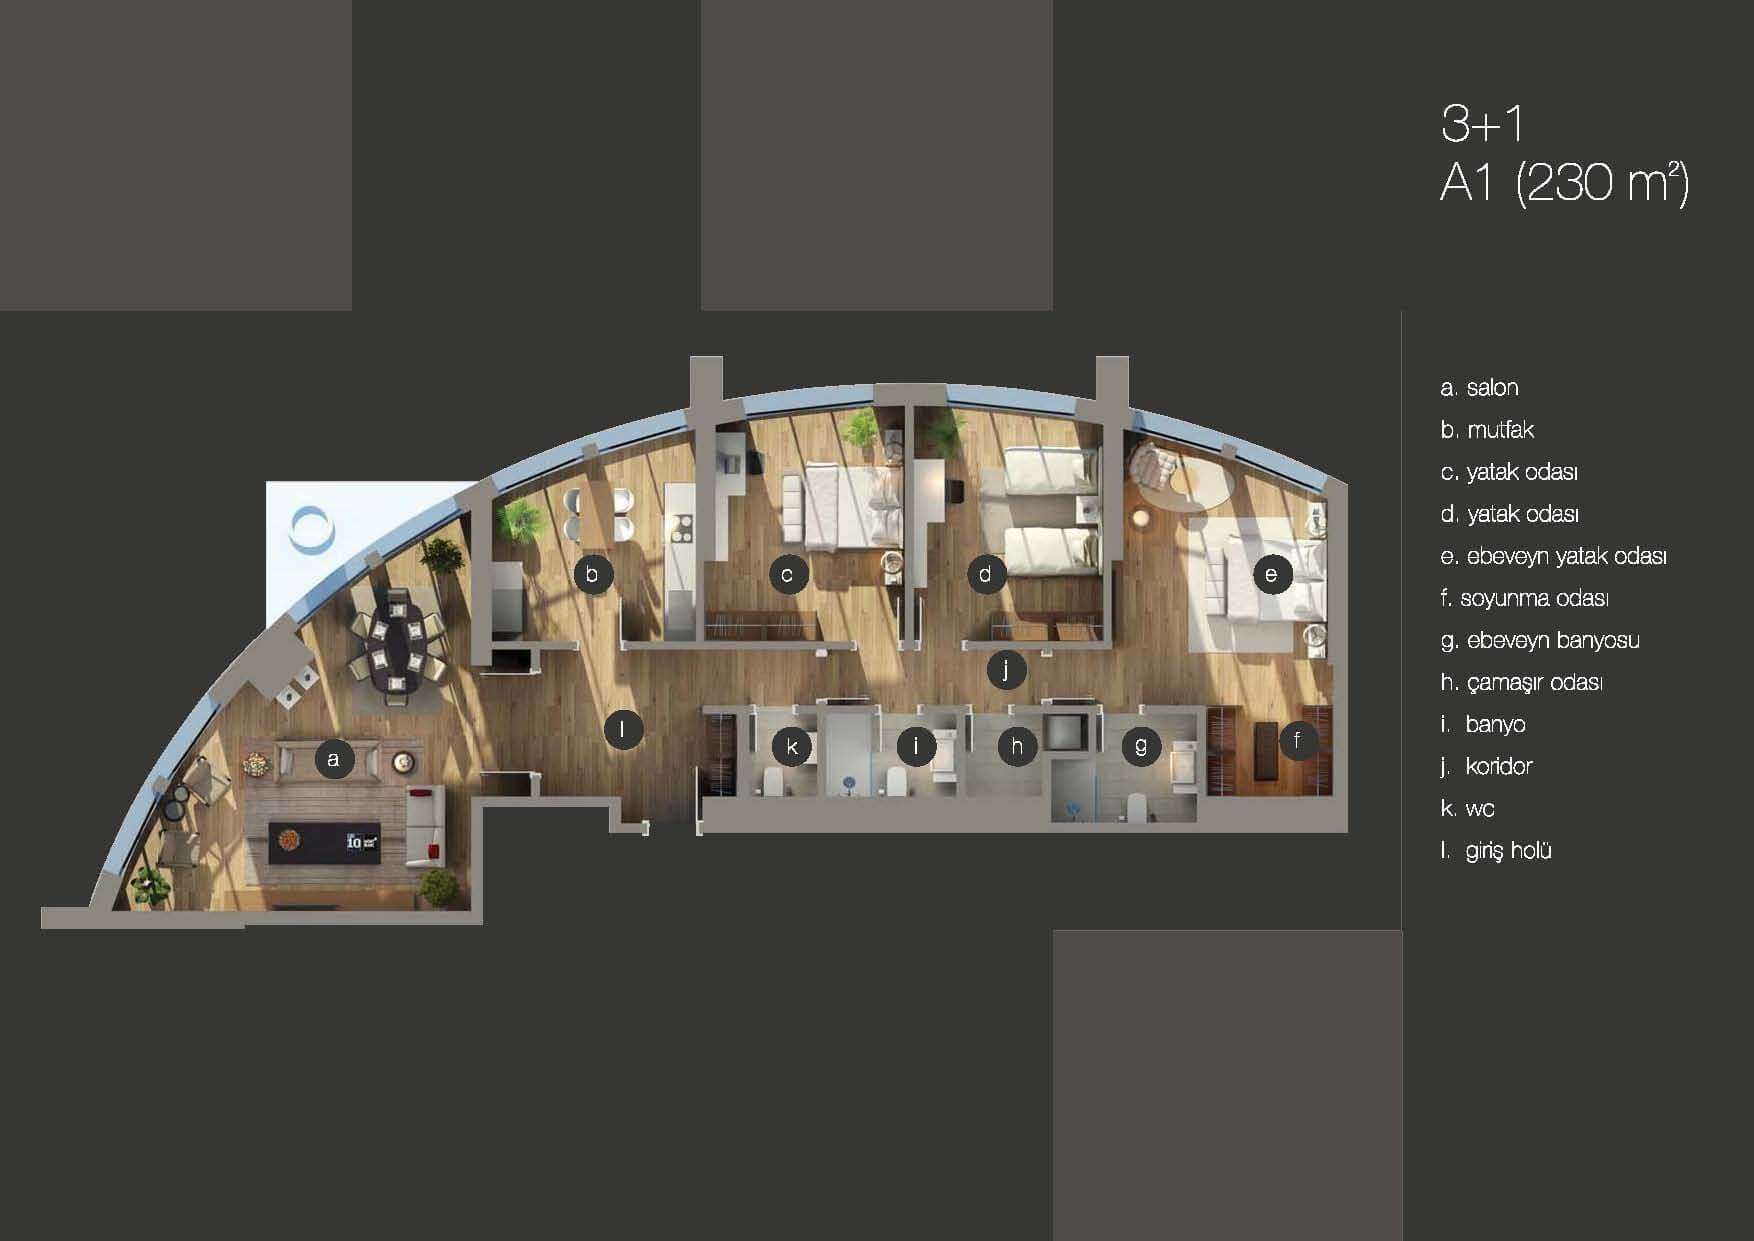 3+1
A1 (230 m²)
a. salon
b. mutfak
c. yatak odası
d. yatak odası
e. ebeveyn yatak odası
f. soyunma odası
g. ebeveyn banyosu
h. çamaşır odası
i. banyo
j. koridor
k. wc
l. giriş holü
b
c
d
e
j
l
a
k
i
h
g
f
10